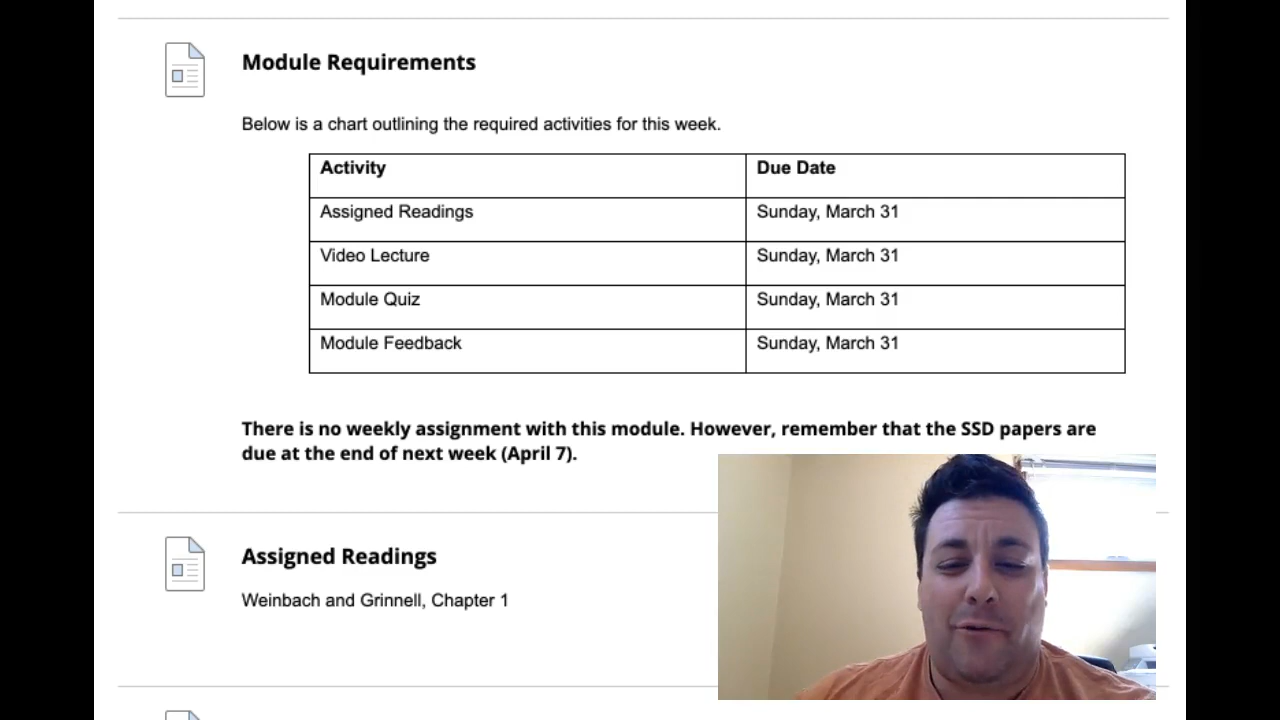 Module Requirements
Below is a chart outlining the required activities for this week.
Activity Due Date
Assigned Readings Sunday, March 31
Video Lecture Sunday, March 31
Module Quiz Sunday, March 31
Module Feedback Sunday, March 31
There is no weekly assignment with this module. However, remember that the SSD papers are
due at the end of next week (April 7).
Assigned Readings
Weinbach and Grinnell, Chapter 1